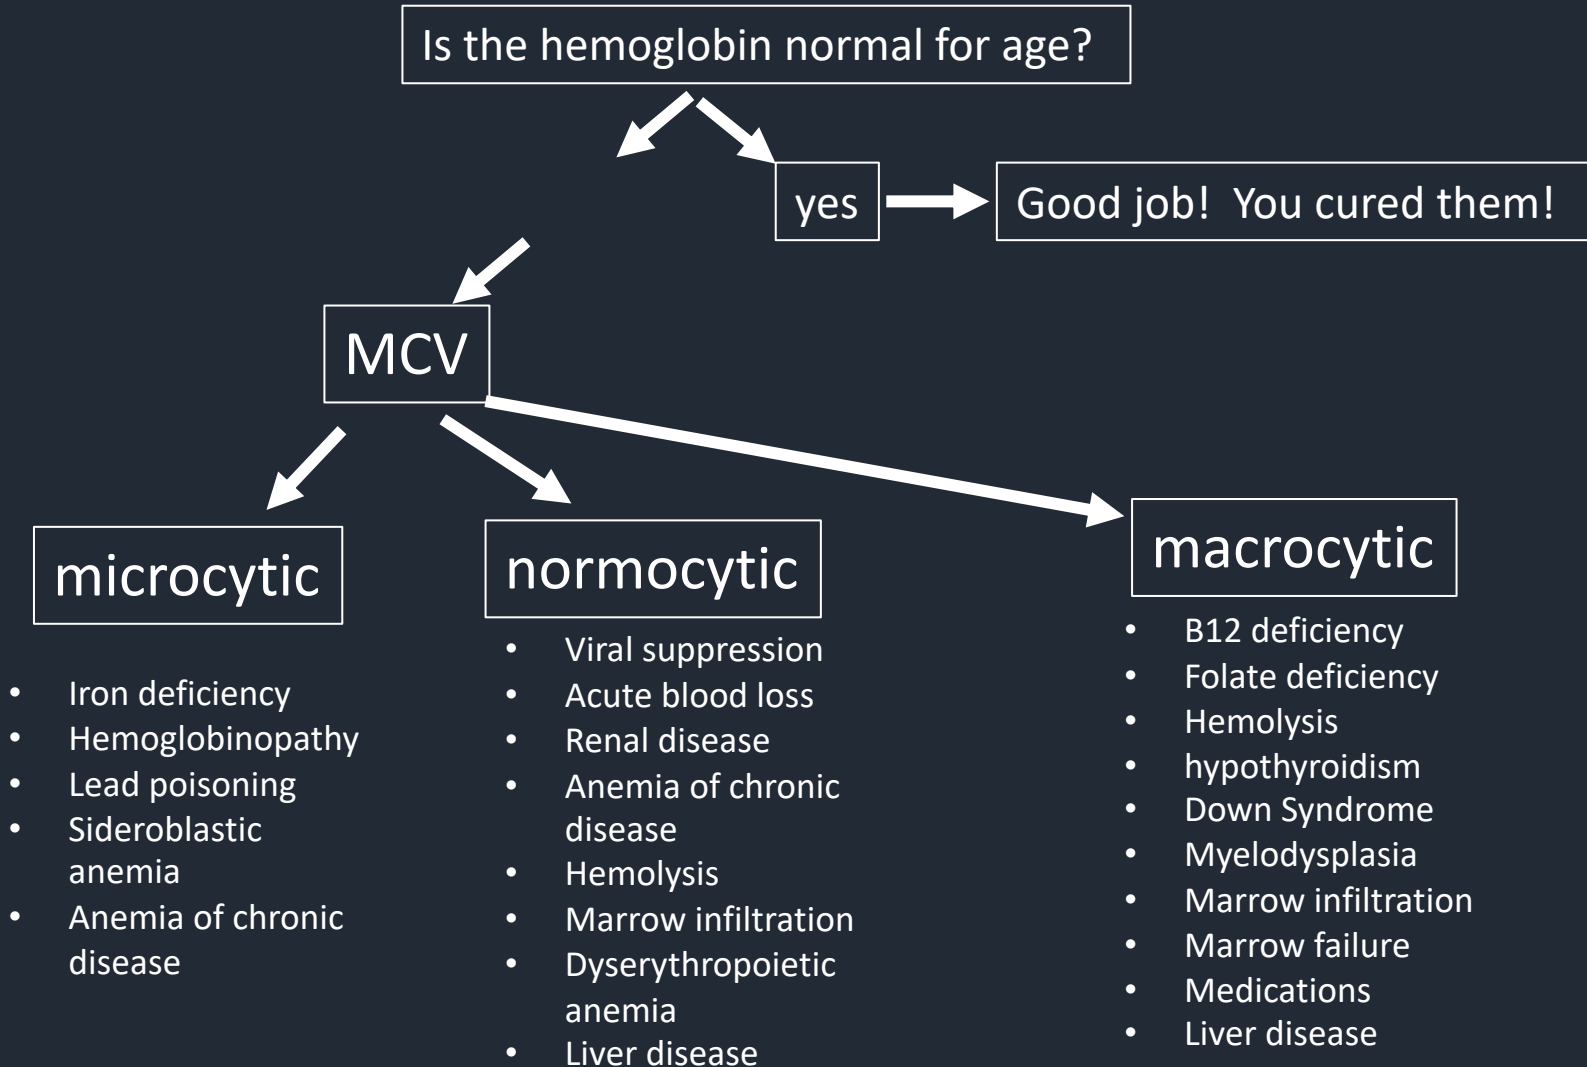 Is the hemoglobin normal for age?
yes
Good job!  You cured them!
MCV
microcytic
• Iron deficiency
• Hemoglobinopathy
• Lead poisoning
• Sideroblastic
anemia
• Anemia of chronic
disease
normocytic
• Viral suppression
• Acute blood loss
• Renal disease
• Anemia of chronic
disease
• Hemolysis
• Marrow infiltration
• Dyserythropoietic
anemia
• Liver disease
macrocytic
• B12 deficiency
• Folate deficiency
• Hemolysis
• hypothyroidism
• Down Syndrome
• Myelodysplasia
• Marrow infiltration
• Marrow failure
• Medications
• Liver disease